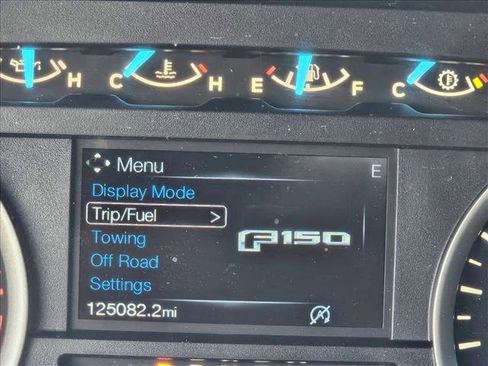 H C H E F C
Menu E
Display Mode
Trip/Fuel >
Towing
F150
Off Road
Settings
125082.2mi